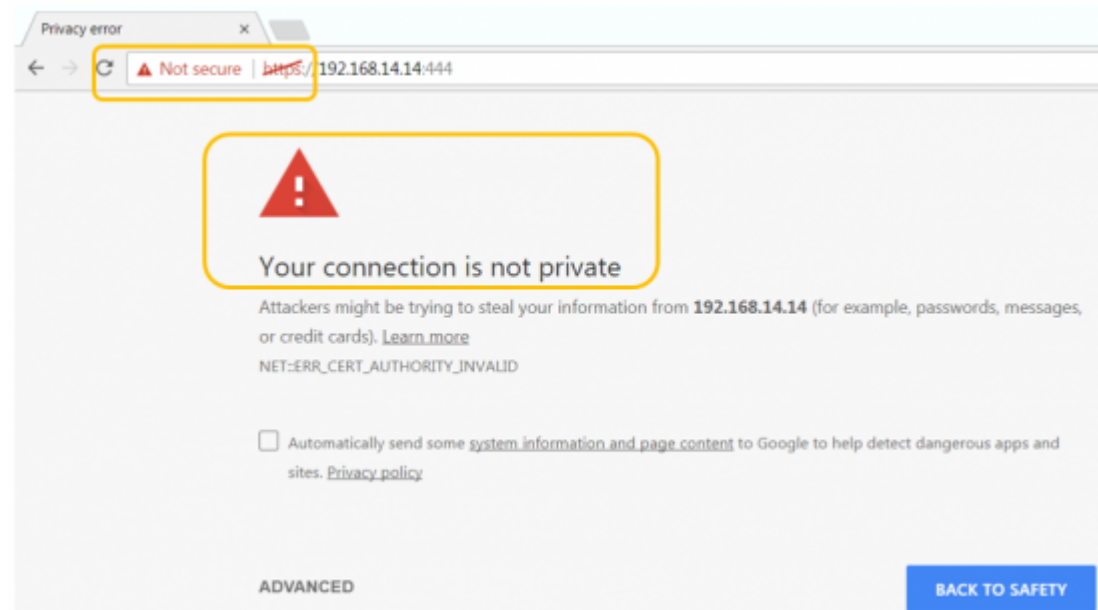 Privacy error
Not secure | https://192.168.14.14:444
Your connection is not private
Attackers might be trying to steal your information from 192.168.14.14 (for example, passwords, messages,
or credit cards). Learn more
NET::ERR_CERT_AUTHORITY_INVALID
Automatically send some system information and page content to Google to help detect dangerous apps and
sites. Privacy policy
ADVANCED
BACK TO SAFETY